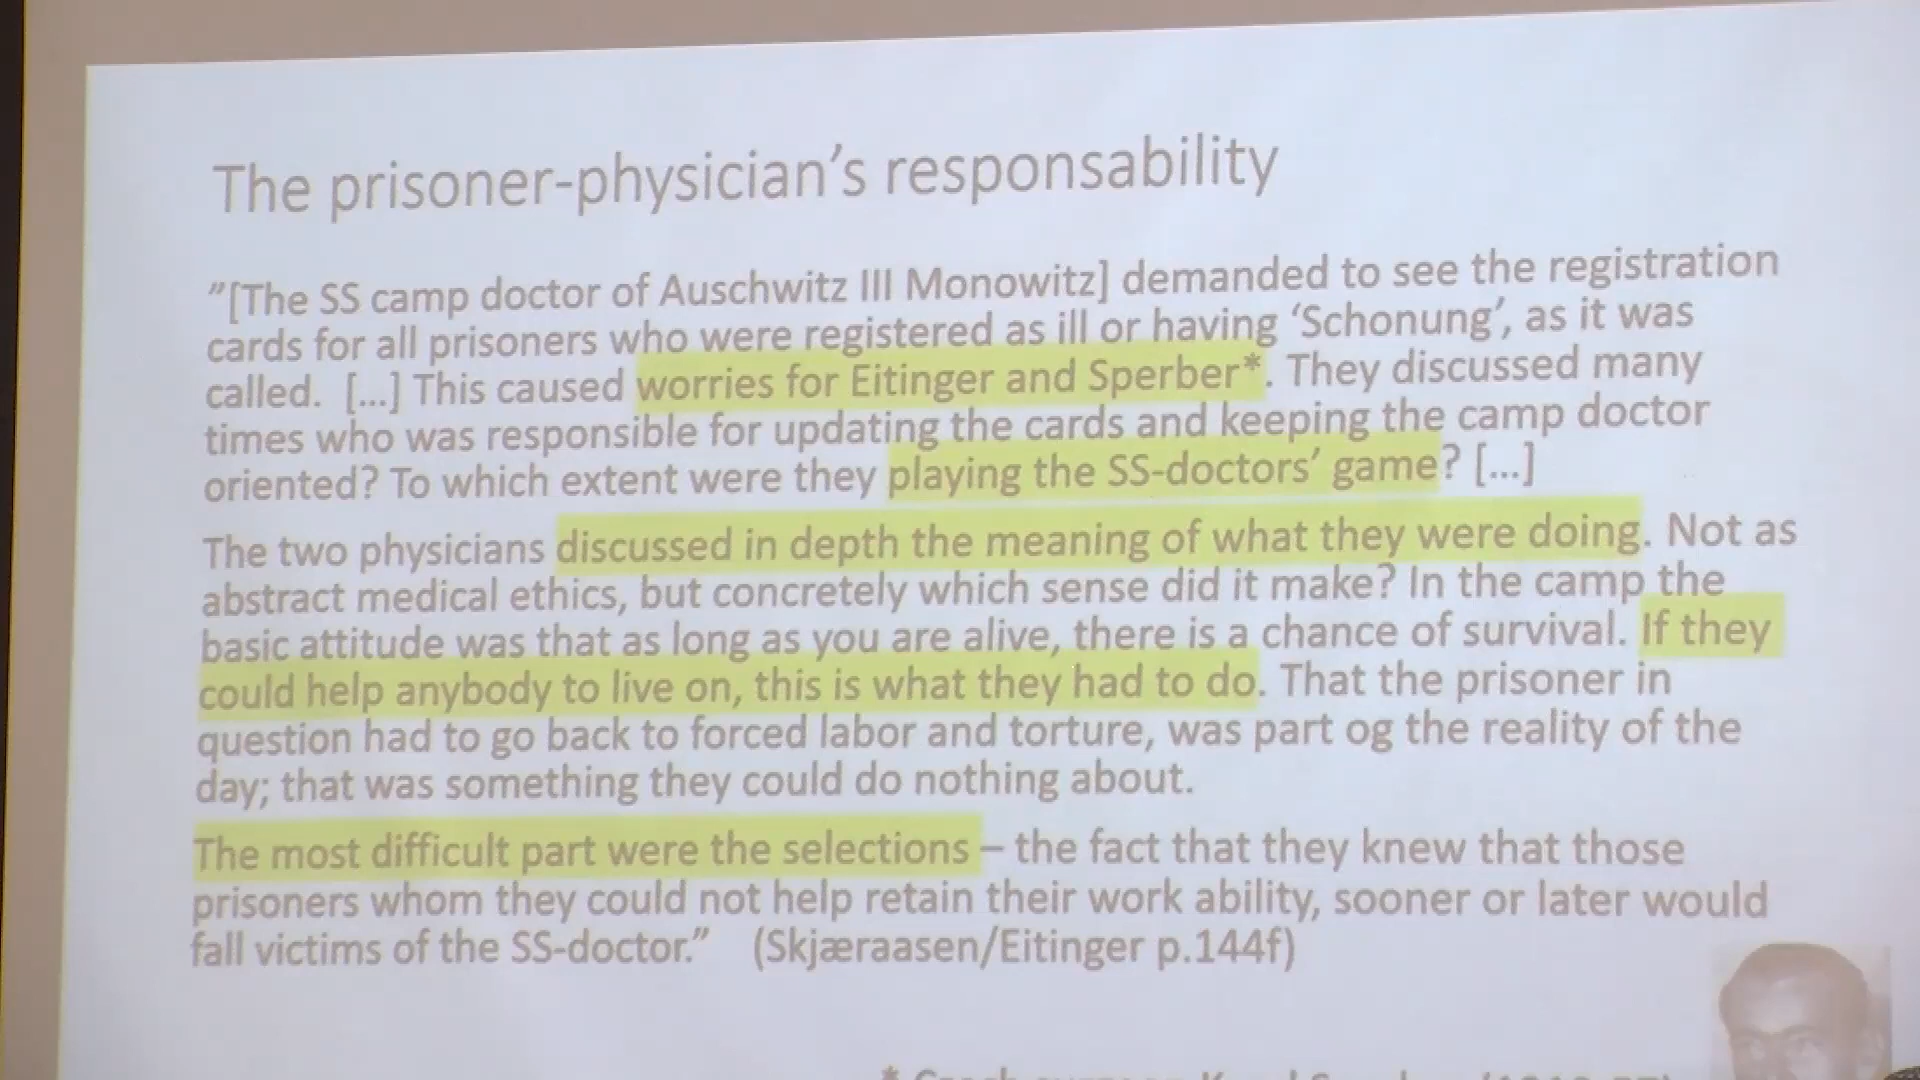 The prisoner-physician’s responsability
”[The SS camp doctor of Auschwitz III Monowitz] demanded to see the registration
cards for all prisoners who were registered as ill or having ‘Schonung’, as it was
called. [...] This caused worries for Eitinger and Sperber*. They discussed many
times who was responsible for updating the cards and keeping the camp doctor
oriented? To which extent were they playing the SS-doctors’ game? [...]
The two physicians discussed in depth the meaning of what they were doing. Not as
abstract medical ethics, but concretely which sense did it make? In the camp the
basic attitude was that as long as you are alive, there is a chance of survival. If they
could help anybody to live on, this is what they had to do. That the prisoner in
question had to go back to forced labor and torture, was part og the reality of the
day; that was something they could do nothing about.
The most difficult part were the selections – the fact that they knew that those
prisoners whom they could not help retain their work ability, sooner or later would
fall victims of the SS-doctor.” (Skjæraasen/Eitinger p.144f)